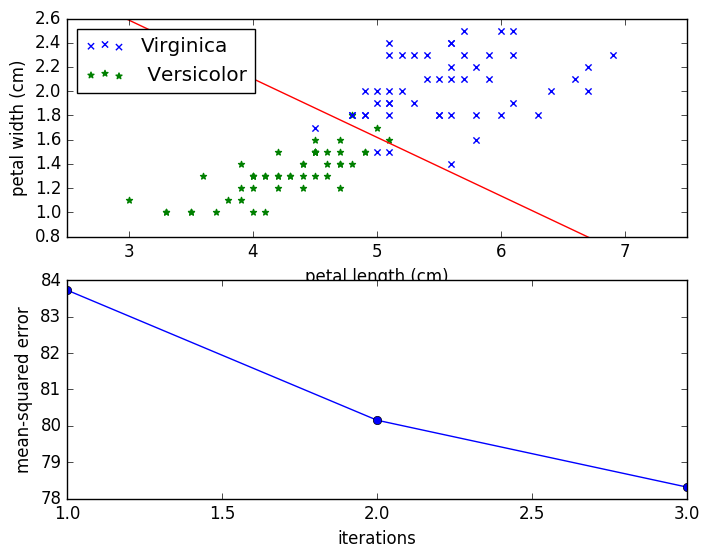 2.6
2.4
2.2
2.0
1.8
1.6
1.4
1.2
1.0
0.8
petal width (cm)
Virginica
Versicolor
3 4 5 6 7
petal length (cm)
84
83
82
81
80
79
78
mean-squared error
1.0 1.5 2.0 2.5 3.0
iterations